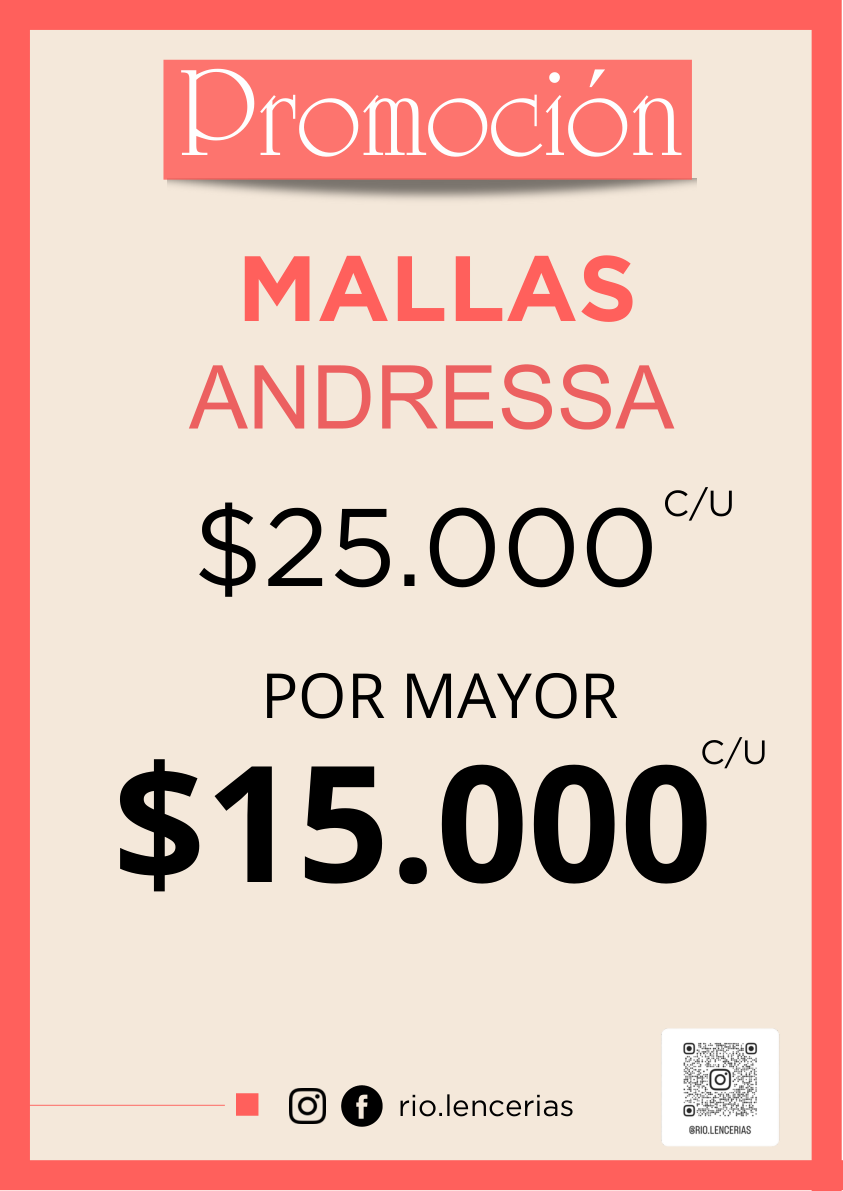 Promoción
MALLAS
ANDRESSA
$25.000 C/U
POR MAYOR
$15.000 C/U
rio.lencerias
@RIO.LENCERIAS